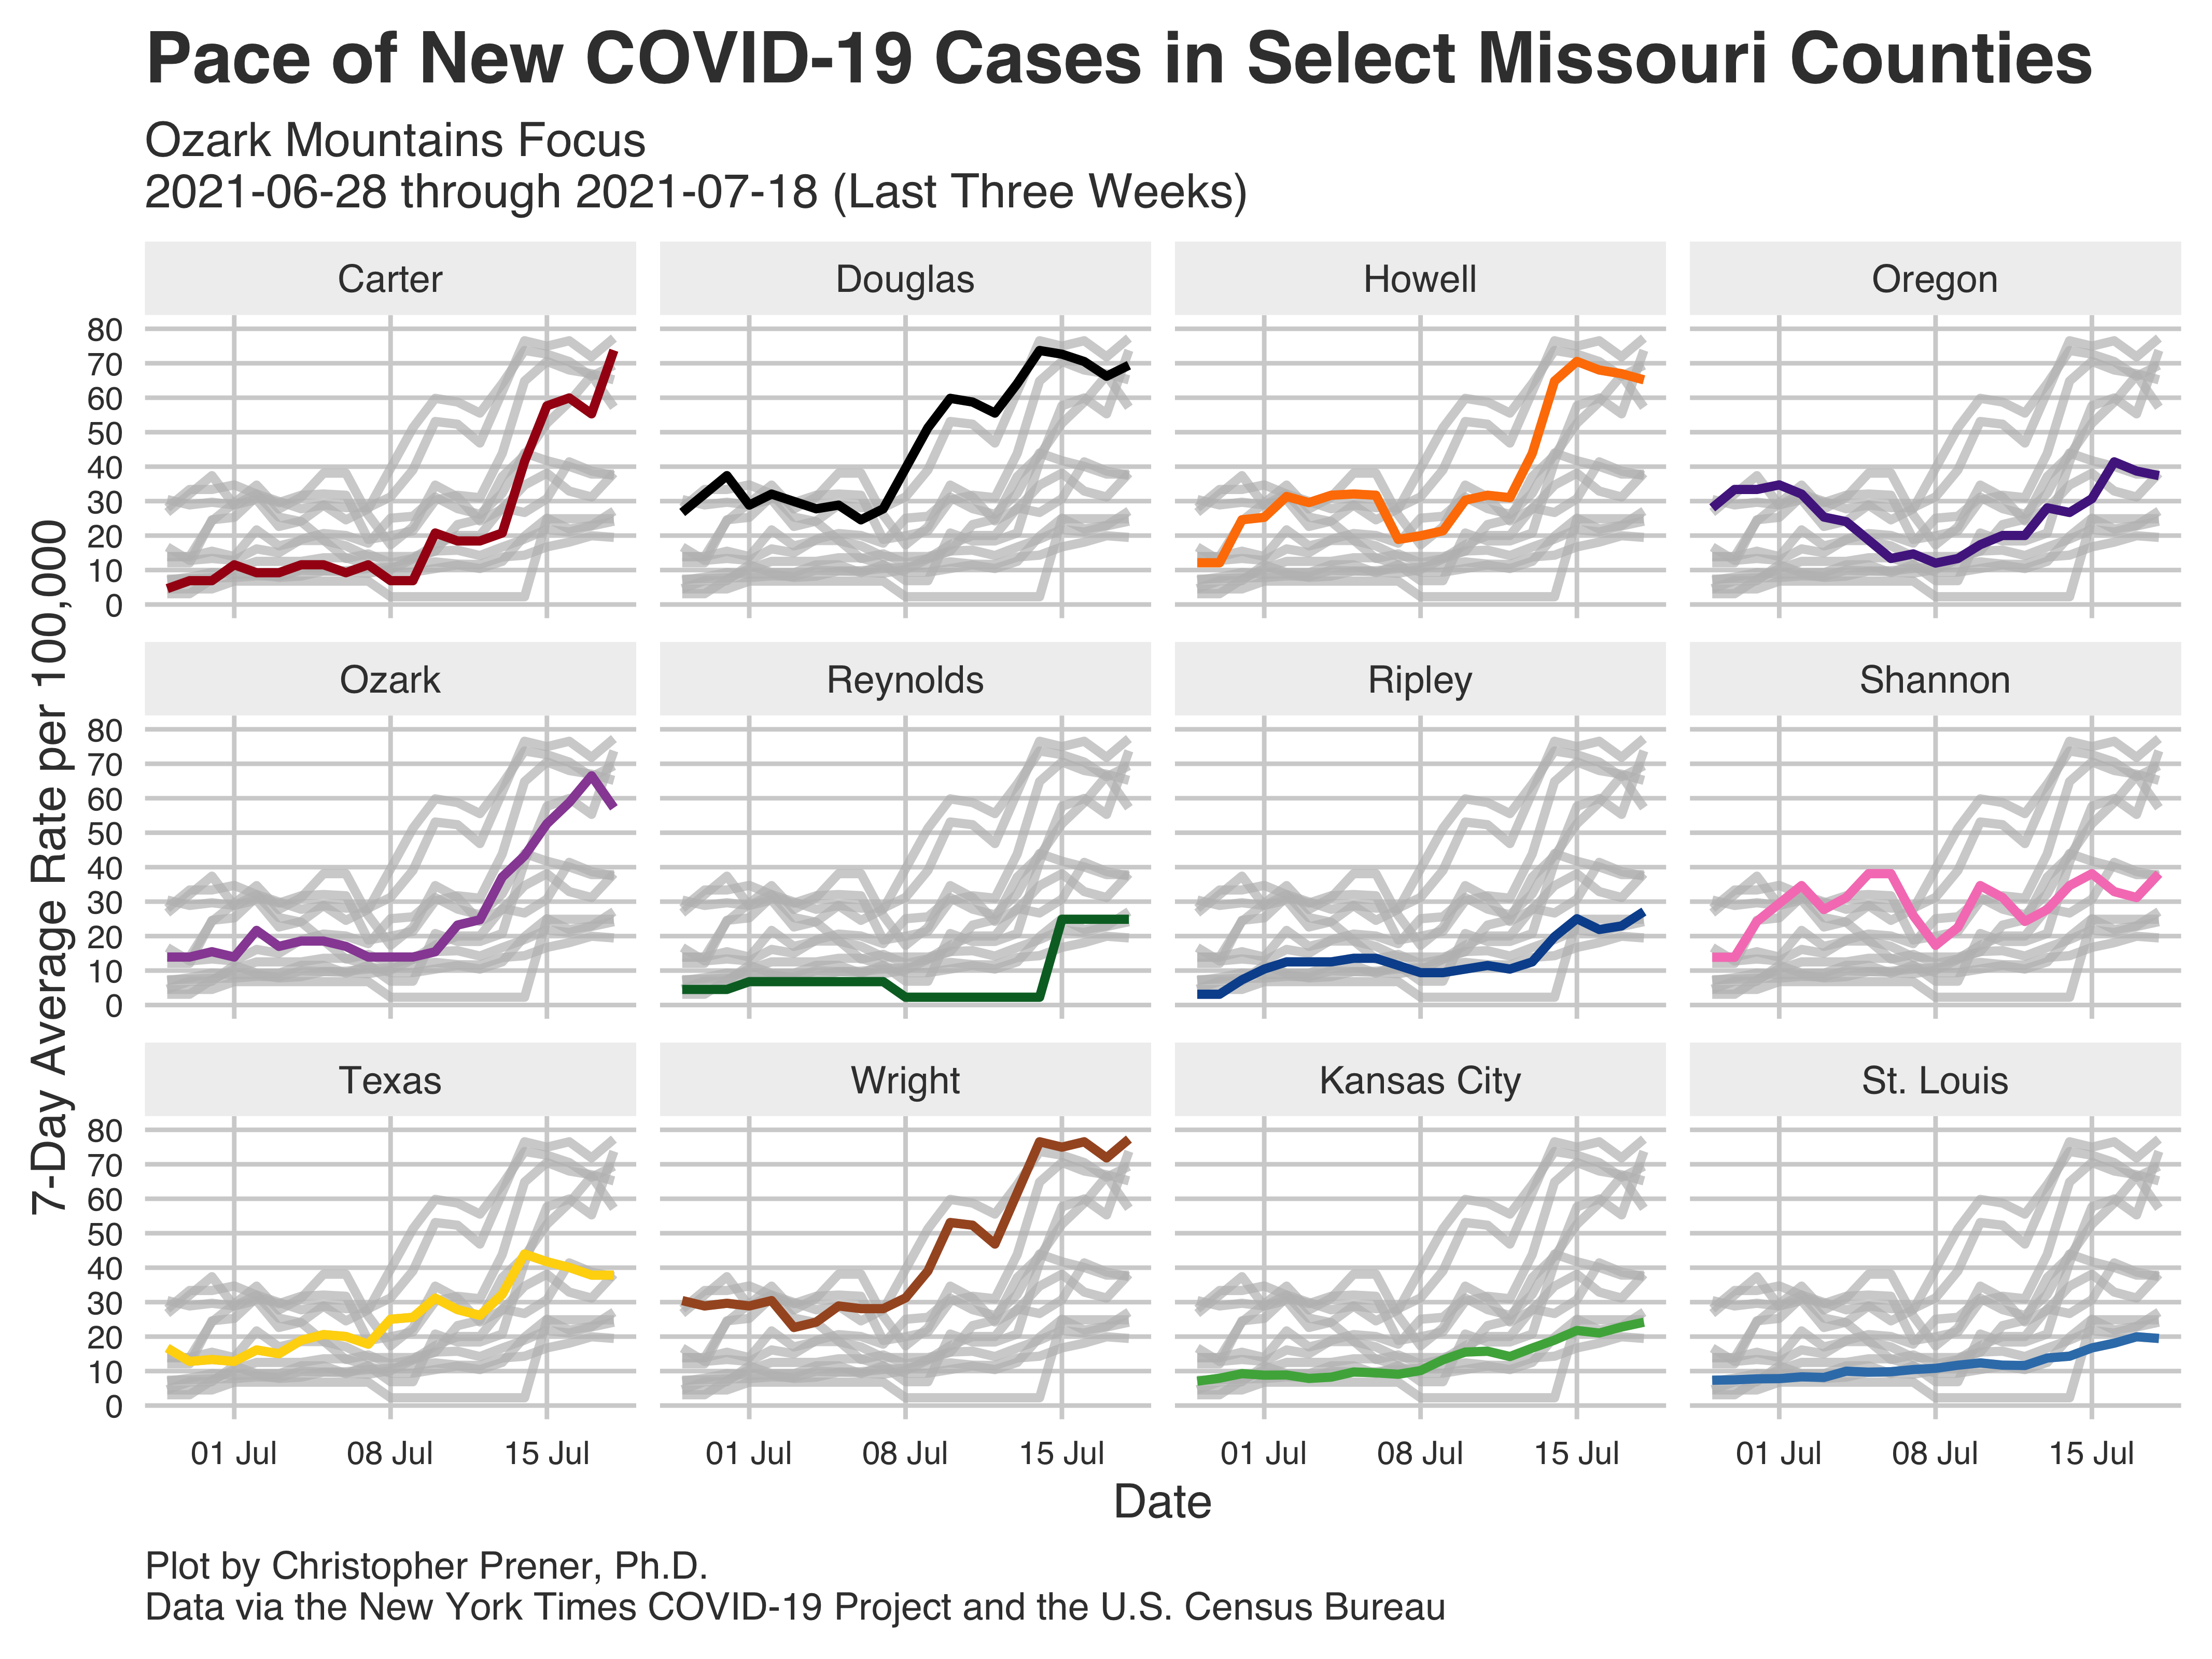 Pace of New COVID-19 Cases in Select Missouri Counties
Ozark Mountains Focus
2021-06-28 through 2021-07-18 (Last Three Weeks)
7-Day Average Rate per 100,000
Carter Douglas Howell Oregon
80
70
60
50
40
30
20
10
0
Ozark Reynolds Ripley Shannon
80
70
60
50
40
30
20
10
0
Texas Wright Kansas City St. Louis
80
70
60
50
40
30
20
10
0
01 Jul 08 Jul 15 Jul 01 Jul 08 Jul 15 Jul 01 Jul 08 Jul 15 Jul 01 Jul 08 Jul 15 Jul
Date
Plot by Christopher Prener, Ph.D.
Data via the New York Times COVID-19 Project and the U.S. Census Bureau